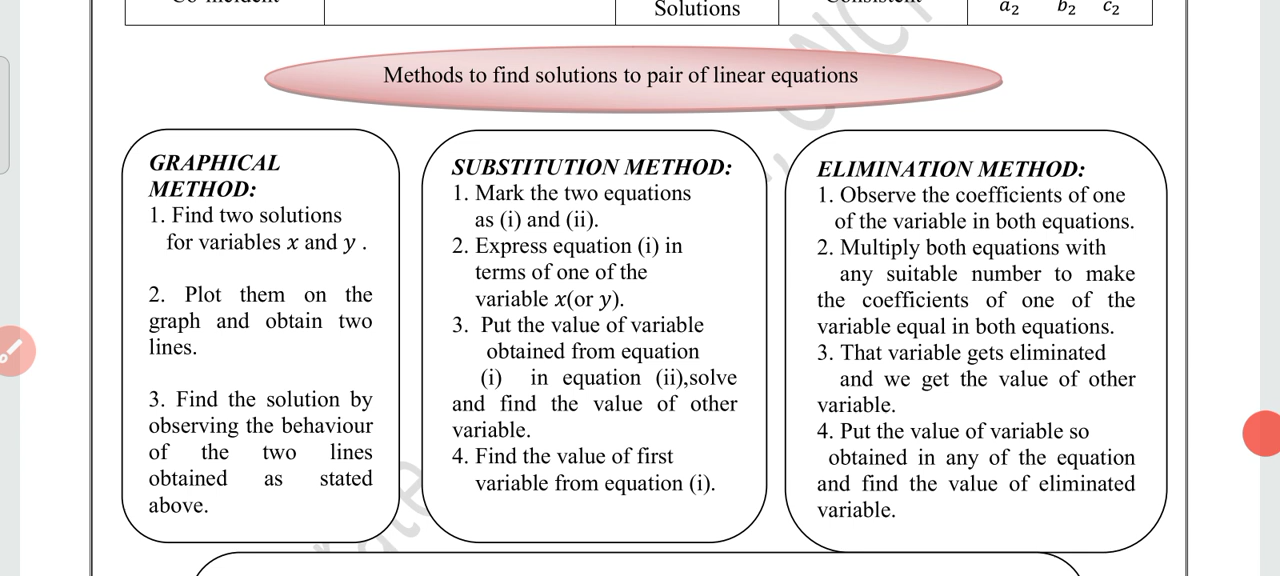 Solutions
a₂ b₂ c₂
Methods to find solutions to pair of linear equations
GRAPHICAL
METHOD:
1. Find two solutions
for variables x and y .
2. Plot them on the
graph and obtain two
lines.
3. Find the solution by
observing the behaviour
of the two lines
obtained as stated
above.
SUBSTITUTION METHOD:
1. Mark the two equations
as (i) and (ii).
2. Express equation (i) in
terms of one of the
variable x(or y).
3. Put the value of variable
obtained from equation
(i) in equation (ii),solve
and find the value of other
variable.
4. Find the value of first
variable from equation (i).
ELIMINATION METHOD:
1. Observe the coefficients of one
of the variable in both equations.
2. Multiply both equations with
any suitable number to make
the coefficients of one of the
variable equal in both equations.
3. That variable gets eliminated
and we get the value of other
variable.
4. Put the value of variable so
obtained in any of the equation
and find the value of eliminated
variable.